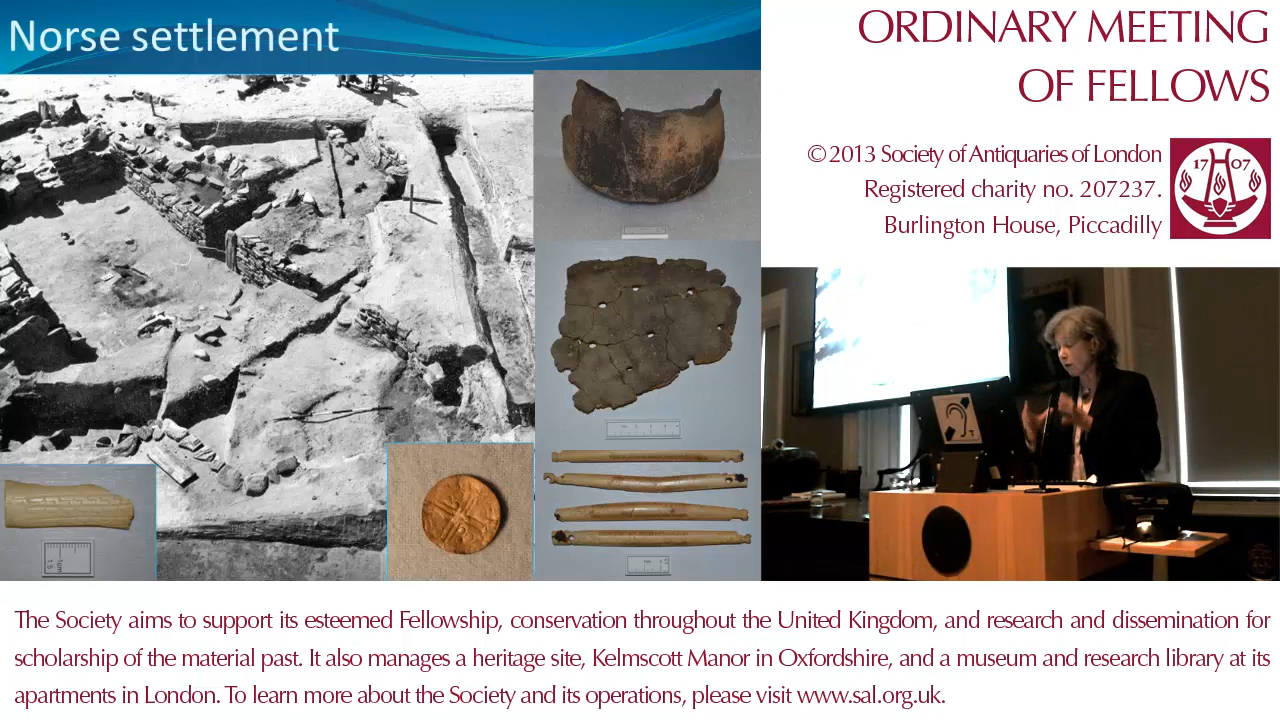 Norse settlement
ORDINARY MEETING
OF FELLOWS
© 2013 Society of Antiquaries of London
Registered charity no. 207237.
Burlington House, Piccadilly
17 07
The Society aims to support its esteemed Fellowship, conservation throughout the United Kingdom, and research and dissemination for
scholarship of the material past. It also manages a heritage site, Kelmscott Manor in Oxfordshire, and a museum and research library at its
apartments in London. To learn more about the Society and its operations, please visit www.sal.org.uk.